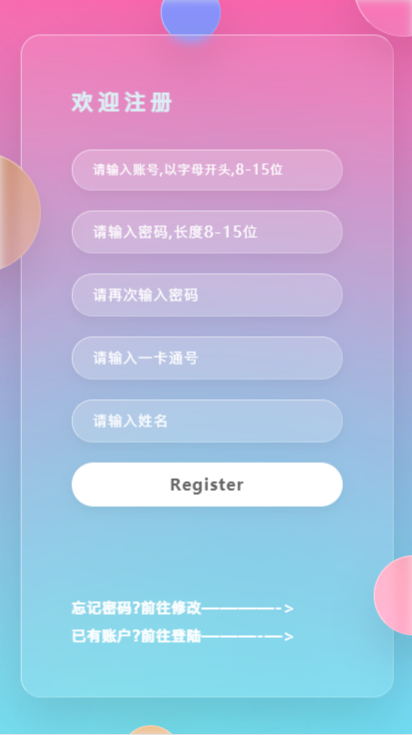 欢迎注册
请输入账号,以字母开头,8-15位
请输入密码,长度8-15位
请再次输入密码
请输入一卡通号
请输入姓名
Register
忘记密码?前往修改————-->
已有账户?前往登陆———-—>